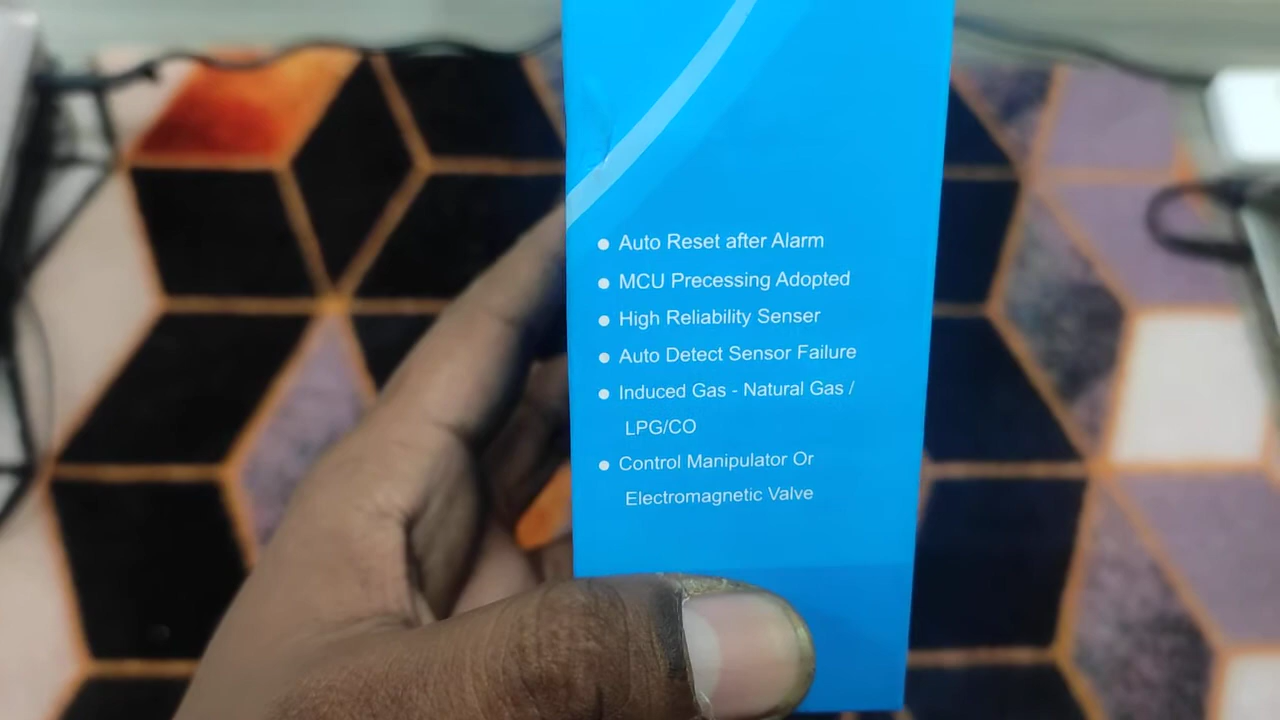 ● Auto Reset after Alarm
● MCU Precessing Adopted
● High Reliability Senser
● Auto Detect Sensor Failure
● Induced Gas - Natural Gas /
LPG/CO
● Control Manipulator Or
Electromagnetic Valve